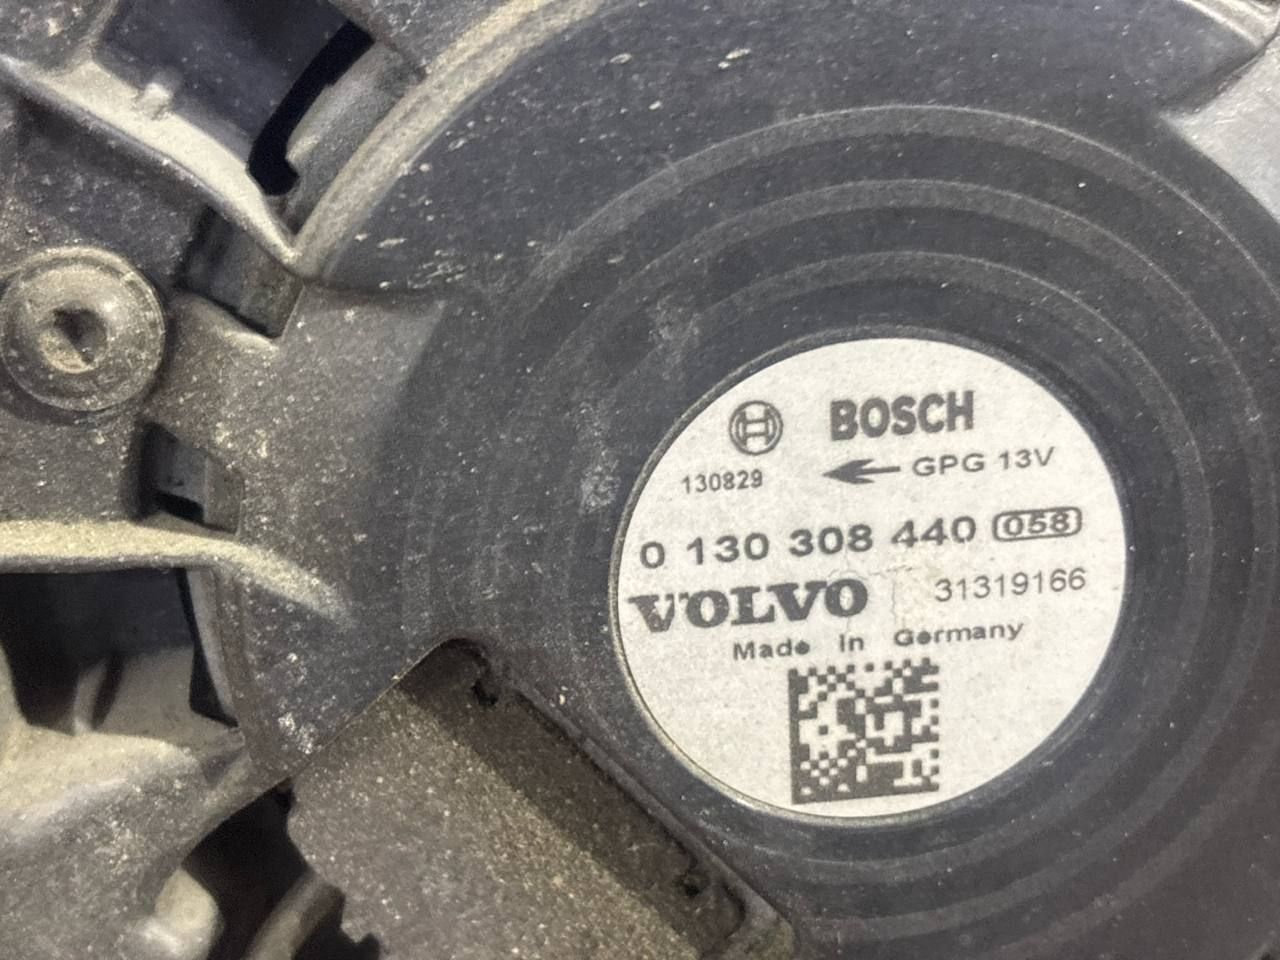 BOSCH
130829 GPG 13V
0 130 308 440 058
VOLVO 31319166
Made In Germany